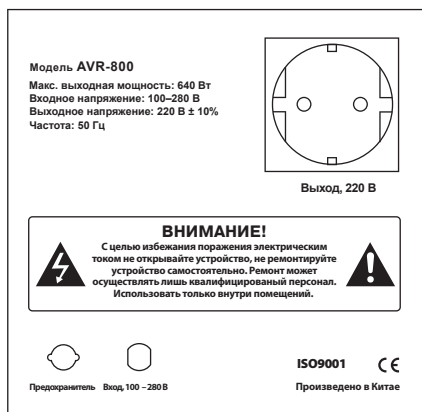 Модель AVR-800
Макс. выходная мощность: 640 Вт
Входное напряжение: 100–280 В
Выходное напряжение: 220 В ± 10%
Частота: 50 Гц
Выход, 220 В
ВНИМАНИЕ!
С целью избежания поражения электрическим
током не открывайте устройство, не ремонтируйте
устройство самостоятельно. Ремонт может
осуществлять лишь квалифицированый персонал.
Использовать только внутри помещений.
Предохранитель Вход, 100 – 280 В
ISO9001 CE
Произведено в Китае